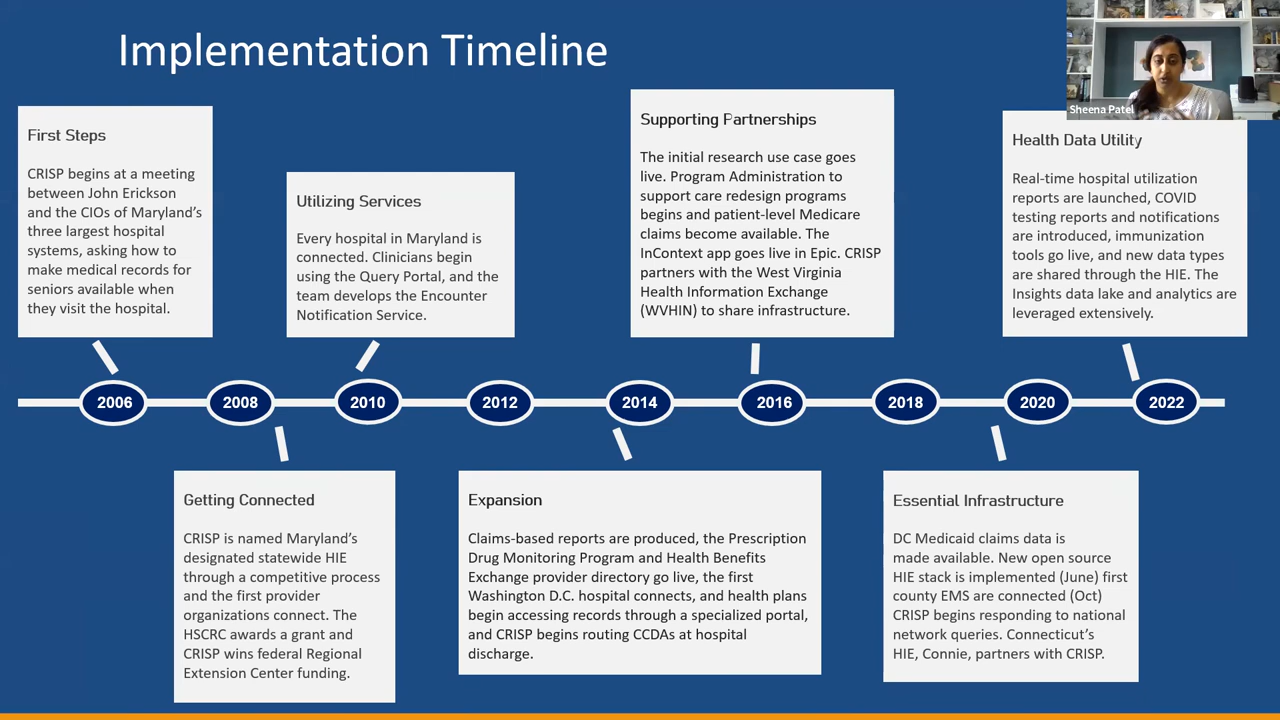 Implementation Timeline
Sheena Patel
First Steps
CRISP begins at a meeting
between John Erickson
and the CIOs of Maryland’s
three largest hospital
systems, asking how to
make medical records for
seniors available when
they visit the hospital.
Utilizing Services
Every hospital in Maryland is
connected. Clinicians begin
using the Query Portal, and the
team develops the Encounter
Notification Service.
Supporting Partnerships
The initial research use case goes
live. Program Administration to
support care redesign programs
begins and patient-level Medicare
claims become available. The
InContext app goes live in Epic. CRISP
partners with the West Virginia
Health Information Exchange
(WVHIN) to share infrastructure.
Health Data Utility
Real-time hospital utilization
reports are launched, COVID
testing reports and notifications
are introduced, immunization
tools go live, and new data types
are shared through the HIE. The
Insights data lake and analytics are
leveraged extensively.
2006 2008 2010 2012 2014 2016 2018 2020 2022
Getting Connected
CRISP is named Maryland’s
designated statewide HIE
through a competitive process
and the first provider
organizations connect. The
HSCRC awards a grant and
CRISP wins federal Regional
Extension Center funding.
Expansion
Claims-based reports are produced, the Prescription
Drug Monitoring Program and Health Benefits
Exchange provider directory go live, the first
Washington D.C. hospital connects, and health plans
begin accessing records through a specialized portal,
and CRISP begins routing CCDAs at hospital
discharge.
Essential Infrastructure
DC Medicaid claims data is
made available. New open source
HIE stack is implemented (June) first
county EMS are connected (Oct)
CRISP begins responding to national
network queries. Connecticut’s
HIE, Connie, partners with CRISP.